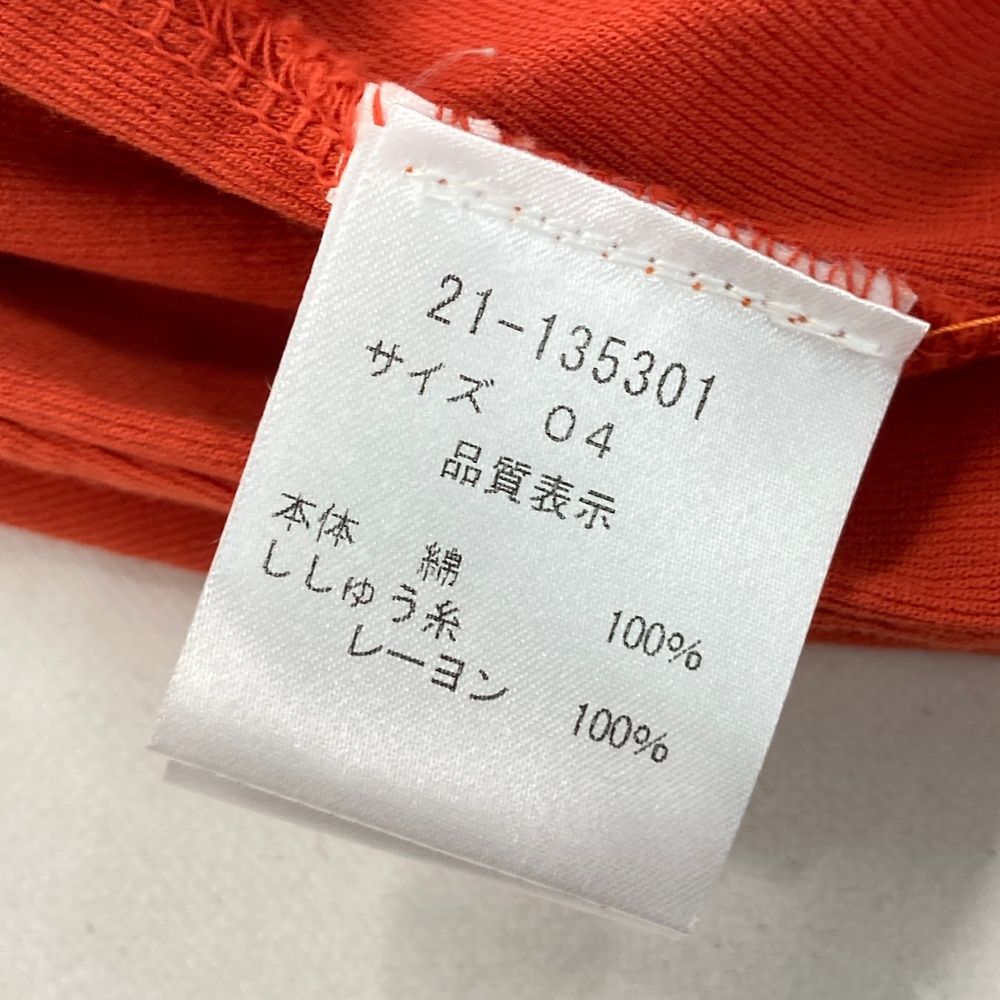 21-135301
サイズ　04
品質表示
本体　綿　100%
ししゅう糸
レーヨン　100%